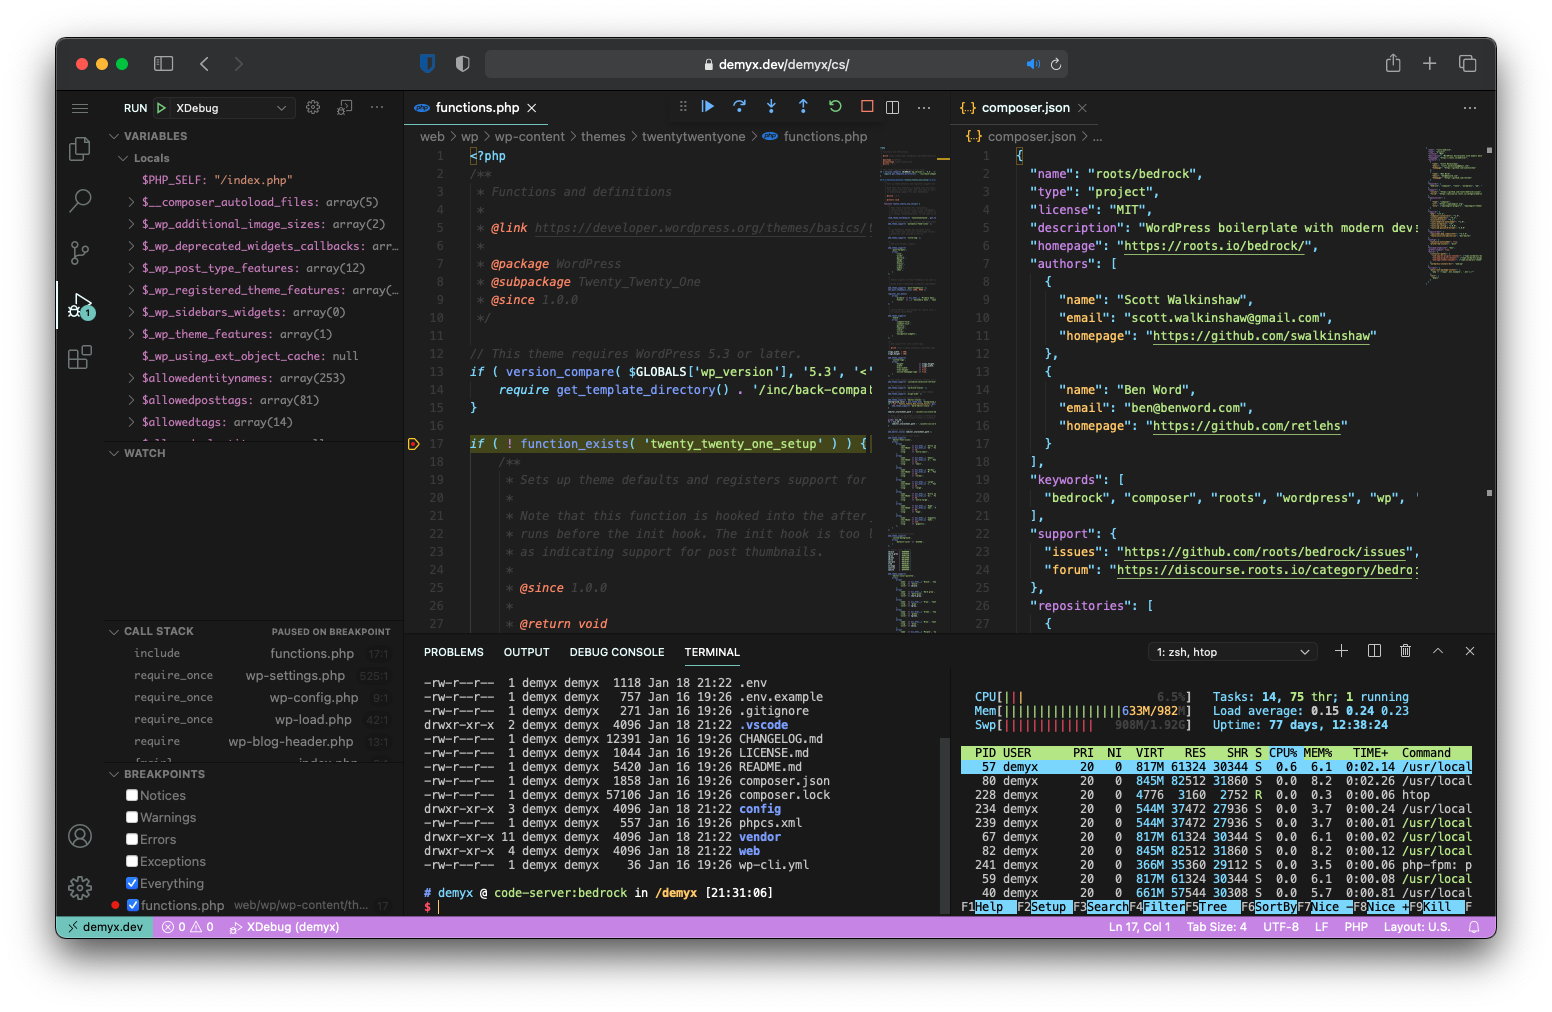 demyx.dev/demyx/cs/
RUN XDebug
VARIABLES
Locals
$PHP_SELF: "/index.php"
$__composer_autoload_files: array(5)
$_wp_additional_image_sizes: array(2)
$_wp_deprecated_widgets_callbacks: arr…
$_wp_post_type_features: array(12)
$_wp_registered_theme_features: array(…
$_wp_sidebars_widgets: array(0)
$_wp_theme_features: array(1)
$_wp_using_ext_object_cache: null
$allowedentitynames: array(253)
$allowedposttags: array(81)
$allowedtags: array(14)
WATCH
CALL STACK PAUSED ON BREAKPOINT
include functions.php 17:1
require_once wp-settings.php 525:1
require_once wp-config.php 9:1
require_once wp-load.php 42:1
require wp-blog-header.php 13:1
BREAKPOINTS
Notices
Warnings
Errors
Exceptions
Everything
functions.php web/wp/wp-content/th... 17
php functions.php
web > wp > wp-content > themes > twentytwentyone > php functions.php
1 <?php
2 /**
3 * Functions and definitions
4 *
5 * @link https://developer.wordpress.org/themes/basics/
6 *
7 * @package WordPress
8 * @subpackage Twenty_Twenty_One
9 * @since 1.0.0
10 */
11
12 // This theme requires WordPress 5.3 or later.
13 if ( version_compare( $GLOBALS['wp_version'], '5.3', '<'
14 require get_template_directory() . '/inc/back-compat
15 }
16
17 if ( ! function_exists( 'twenty_twenty_one_setup' ) ) {
18 /**
19 * Sets up theme defaults and registers support for
20 *
21 * Note that this function is hooked into the after
22 * runs before the init hook. The init hook is too l
23 * as indicating support for post thumbnails.
24 *
25 * @since 1.0.0
26 *
27 * @return void
{..} composer.json
{..} composer.json > ...
1 {
2 "name": "roots/bedrock",
3 "type": "project",
4 "license": "MIT",
5 "description": "WordPress boilerplate with modern dev
6 "homepage": "https://roots.io/bedrock/",
7 "authors": [
8 {
9 "name": "Scott Walkinshaw",
10 "email": "scott.walkinshaw@gmail.com",
11 "homepage": "https://github.com/swalkinshaw"
12 },
13 {
14 "name": "Ben Word",
15 "email": "ben@benword.com",
16 "homepage": "https://github.com/retlehs"
17 }
18 ],
19 "keywords": [
20 "bedrock", "composer", "roots", "wordpress", "wp", '
21 ],
22 "support": {
23 "issues": "https://github.com/roots/bedrock/issues",
24 "forum": "https://discourse.roots.io/category/bedro
25 },
26 "repositories": [
27 {
PROBLEMS OUTPUT DEBUG CONSOLE TERMINAL 1: zsh, htop
-rw-r--r-- 1 demyx demyx 1118 Jan 18 21:22 .env
-rw-r--r-- 1 demyx demyx 757 Jan 16 19:26 .env.example
-rw-r--r-- 1 demyx demyx 271 Jan 16 19:26 .gitignore
drwxr-xr-x 2 demyx demyx 4096 Jan 18 21:22 .vscode
-rw-r--r-- 1 demyx demyx 12391 Jan 16 19:26 CHANGELOG.md
-rw-r--r-- 1 demyx demyx 1044 Jan 16 19:26 LICENSE.md
-rw-r--r-- 1 demyx demyx 5420 Jan 16 19:26 README.md
-rw-r--r-- 1 demyx demyx 1858 Jan 16 19:26 composer.json
-rw-r--r-- 1 demyx demyx 57106 Jan 16 19:26 composer.lock
drwxr-xr-x 3 demyx demyx 4096 Jan 18 21:22 config
-rw-r--r-- 1 demyx demyx 557 Jan 16 19:26 phpcs.xml
drwxr-xr-x 11 demyx demyx 4096 Jan 18 21:22 vendor
drwxr-xr-x 4 demyx demyx 4096 Jan 18 21:22 web
-rw-r--r-- 1 demyx demyx 36 Jan 16 19:26 wp-cli.yml
# demyx @ code-server:bedrock in /demyx [21:31:06]
$
CPU[||| 6.5%] Tasks: 14, 75 thr; 1 running
Mem[|||||||||||||||||633M/982M] Load average: 0.15 0.24 0.23
Swp[||||||||||||| 908M/1.92G] Uptime: 77 days, 12:38:24
PID USER PRI NI VIRT RES SHR S CPU% MEM% TIME+ Command
57 demyx 20 0 817M 61324 30344 S 0.6 6.1 0:02.14 /usr/local
80 demyx 20 0 845M 82512 31860 S 0.0 8.2 0:02.26 /usr/local
228 demyx 20 0 4776 3160 2752 R 0.0 0.3 0:00.06 htop
234 demyx 20 0 544M 37472 27936 S 0.0 3.7 0:00.24 /usr/local
239 demyx 20 0 544M 37472 27936 S 0.0 3.7 0:00.01 /usr/local
67 demyx 20 0 817M 61324 30344 S 0.0 6.1 0:00.02 /usr/local
82 demyx 20 0 845M 82512 31860 S 0.0 8.2 0:00.12 /usr/local
241 demyx 20 0 366M 35360 29112 S 0.0 3.5 0:00.06 php-fpm: p
59 demyx 20 0 817M 61324 30344 S 0.0 6.1 0:00.08 /usr/local
40 demyx 20 0 661M 57544 30308 S 0.0 5.7 0:00.81 /usr/local
F1Help F2Setup F3SearchF4FilterF5Tree F6SortByF7Nice -F8Nice +F9Kill F
demyx.dev 0 0 XDebug (demyx) Ln 17, Col 1 Tab Size: 4 UTF-8 LF PHP Layout: U.S.